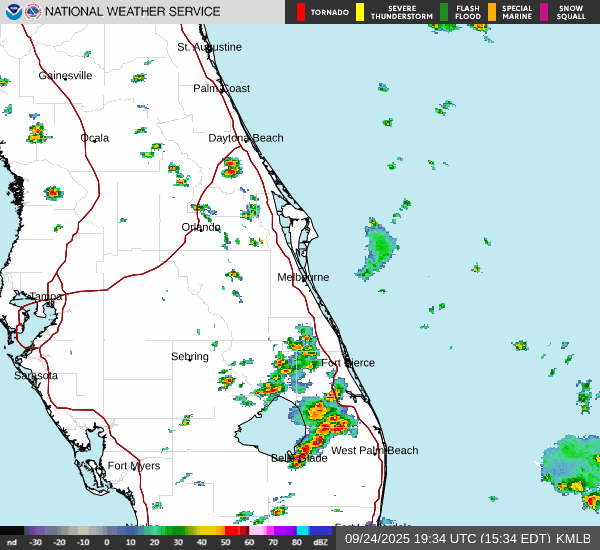 NATIONAL WEATHER SERVICE
TORNADO
SEVERE THUNDERSTORM
FLASH FLOOD
SPECIAL MARINE
SNOW SQUALL
St. Augustine
Gainesville
Palm Coast
Ocala
Daytona Beach
Orlando
Melbourne
Tampa
Sebring
Fort Pierce
Sarasota
West Palm Beach
Belle Glade
Fort Myers
nd -30 -20 -10 0 10 20 30 40 50 60 70 80 dBZ
09/24/2025 19:34 UTC (15:34 EDT) KMLB